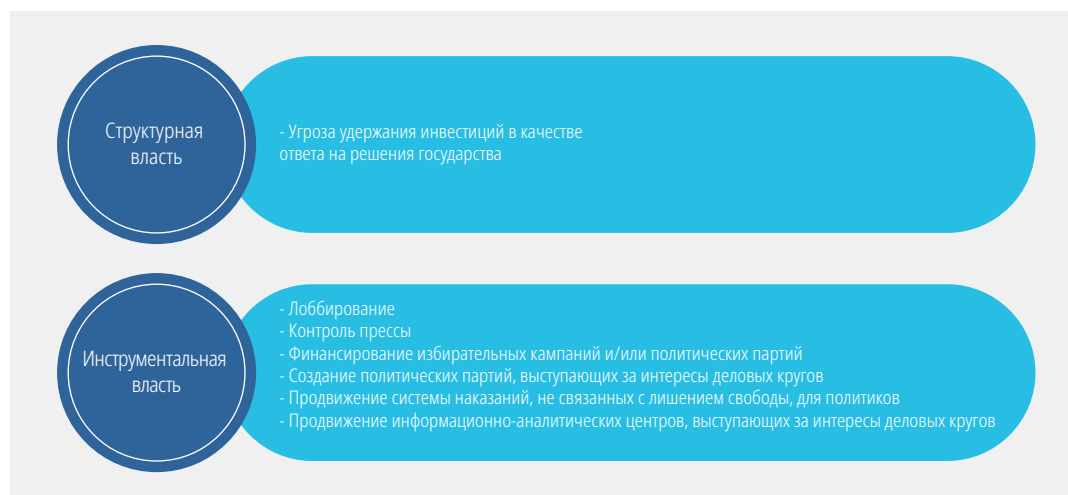 Структурная
власть
- Угроза удержания инвестиций в качестве
ответа на решения государства
Инструментальная
власть
- Лоббирование
- Контроль прессы
- Финансирование избирательных кампаний и/или политических партий
- Создание политических партий, выступающих за интересы деловых кругов
- Продвижение системы наказаний, не связанных с лишением свободы, для политиков
- Продвижение информационно-аналитических центров, выступающих за интересы деловых кругов